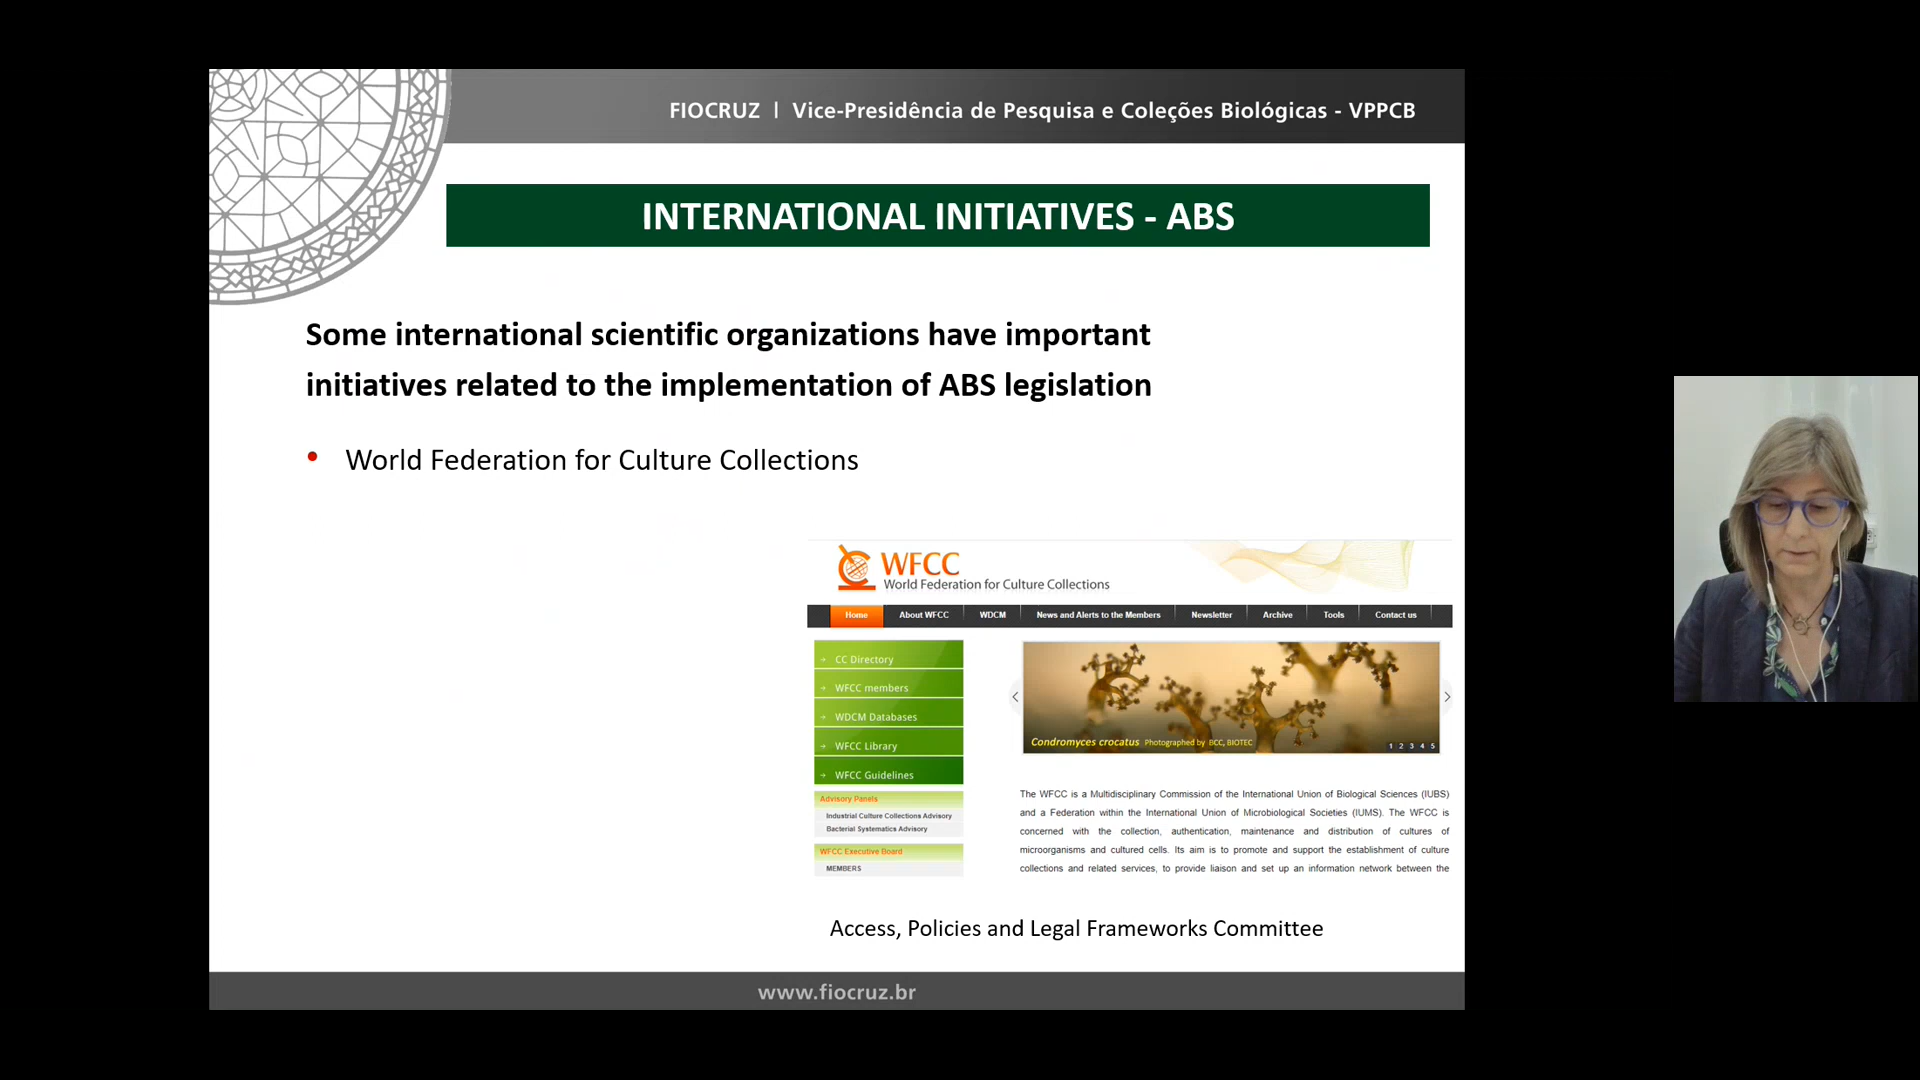 FIOCRUZ | Vice-Presidência de Pesquisa e Coleções Biológicas - VPPCB
INTERNATIONAL INITIATIVES - ABS
Some international scientific organizations have important
initiatives related to the implementation of ABS legislation
• World Federation for Culture Collections
WFCC
World Federation for Culture Collections
Home About WFCC WDCM News and Alerts to the Members Newsletter Archive Tools Contact us
CC Directory
WFCC members
WDCM Databases
WFCC Library
WFCC Guidelines
Advisory Panels
Industrial Culture Collections Advisory
Bacterial Systematics Advisory
WFCC Executive Board
MEMBERS
Condromyces crocatus Photographed by BCC, BIOTEC
1 2 3 4 5
The WFCC is a Multidisciplinary Commission of the International Union of Biological Sciences (IUBS)
and a Federation within the International Union of Microbiological Societies (IUMS). The WFCC is
concerned with the collection, authentication, maintenance and distribution of cultures of
microorganisms and cultured cells. Its aim is to promote and support the establishment of culture
collections and related services, to provide liaison and set up an information network between the
Access, Policies and Legal Frameworks Committee
www.fiocruz.br